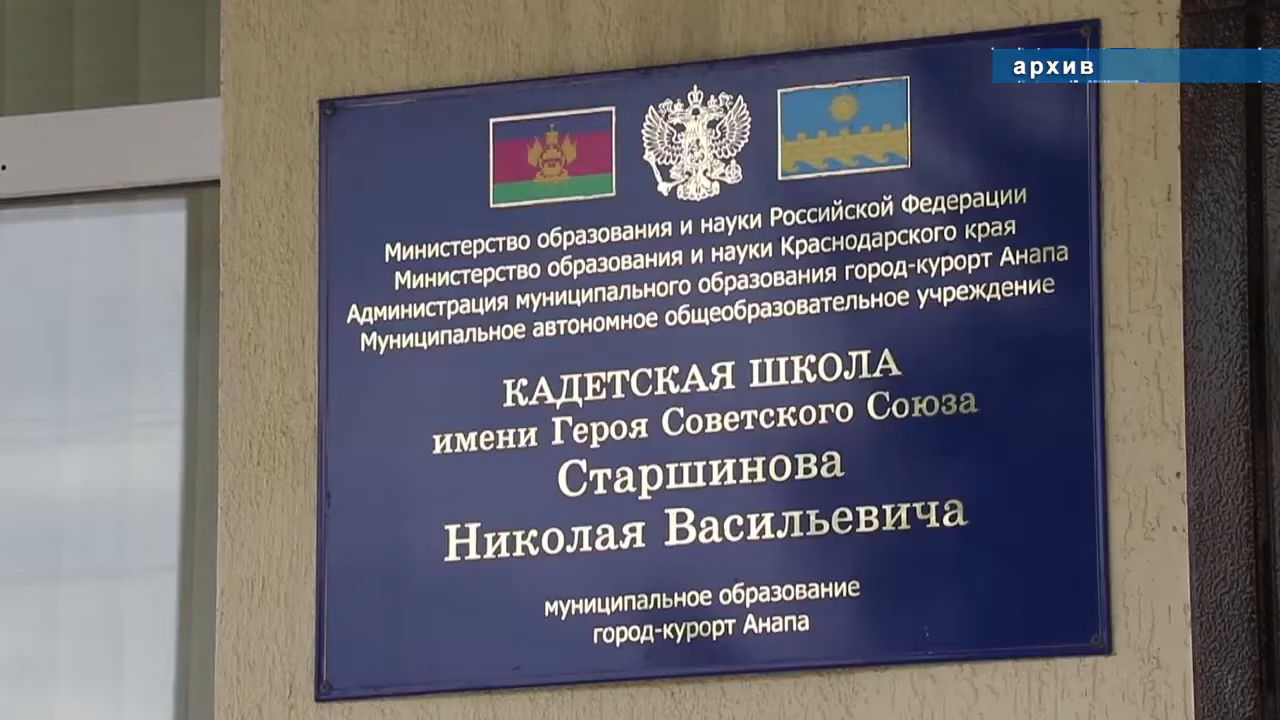 архив
Министерство образования и науки Российской Федерации
Министерство образования и науки Краснодарского края
Администрация муниципального образования город-курорт Анапа
Муниципальное автономное общеобразовательное учреждение
КАДЕТСКАЯ ШКОЛА
имени Героя Советского Союза
Старшинова
Николая Васильевича
муниципальное образование
город-курорт Анапа